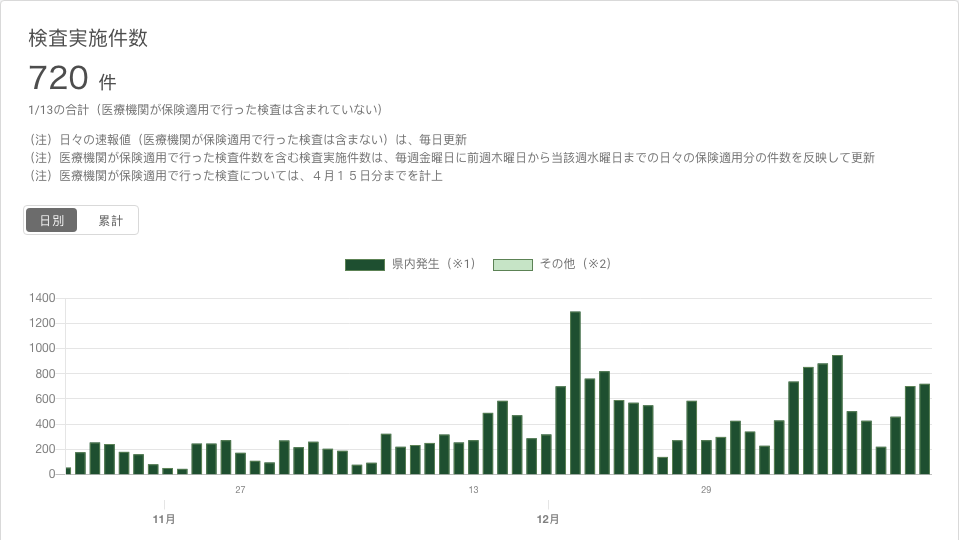 検査実施件数
720 件
1/13の合計（医療機関が保険適用で行った検査は含まれていない）
（注）日々の速報値（医療機関が保険適用で行った検査は含まない）は、毎日更新
（注）医療機関が保険適用で行った検査件数を含む検査実施件数は、毎週金曜日に前週木曜日から当該週水曜日までの日々の保険適用分の件数を反映して更新
（注）医療機関が保険適用で行った検査については、４月１５日分までを計上
日別 累計
県内発生（※1） その他（※2）
1400
1200
1000
800
600
400
200
0
27 13 29
11月 12月